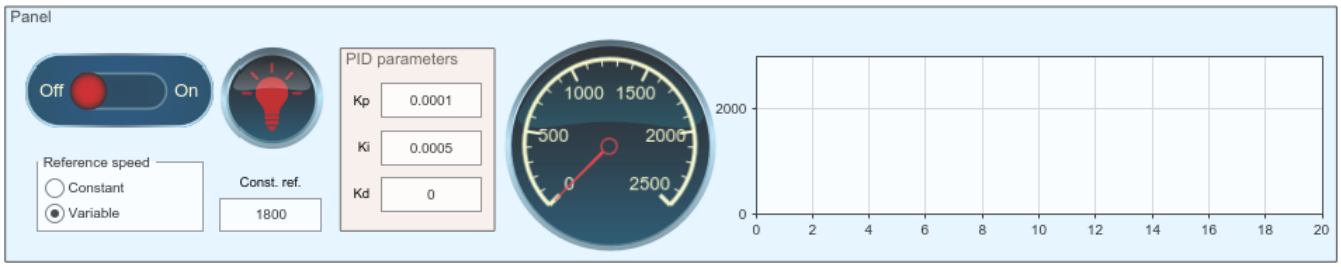 Panel
Off On
Reference speed
Constant
Variable
Const. ref.
1800
PID parameters
Kp 0.0001
Ki 0.0005
Kd 0
0 500 1000 1500 2000 2500
2000
0
0 2 4 6 8 10 12 14 16 18 20